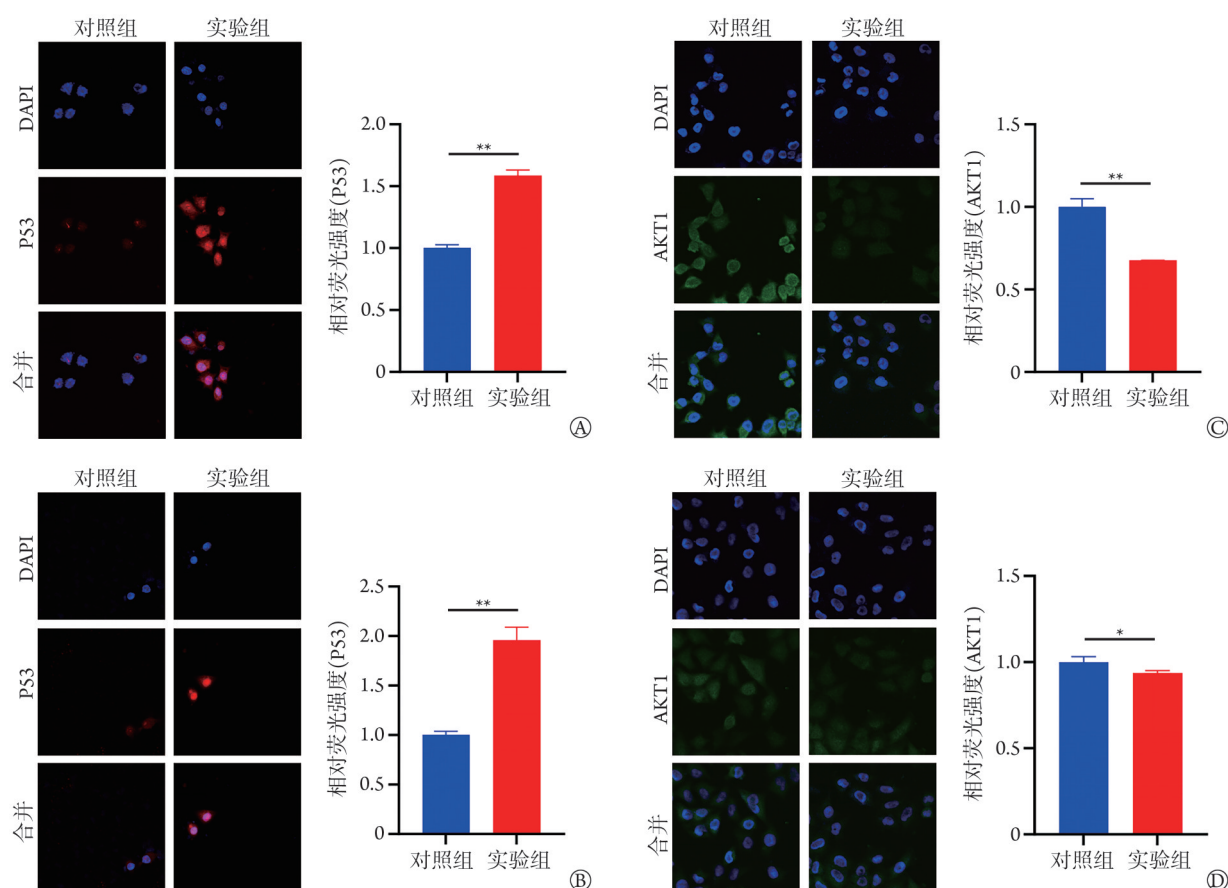 对照组 实验组
DAPI
P53
合并
相对荧光强度(P53)
2.0
**
1.5
1.0
0.5
0
对照组 实验组
Ⓐ
对照组 实验组
DAPI
AKT1
合并
相对荧光强度(AKT1)
1.5
**
1.0
0.5
0
对照组 实验组
Ⓒ
对照组 实验组
DAPI
P53
合并
相对荧光强度(P53)
2.5
**
2.0
1.5
1.0
0.5
0
对照组 实验组
Ⓑ
对照组 实验组
DAPI
AKT1
合并
相对荧光强度(AKT1)
1.5
*
1.0
0.5
0
对照组 实验组
Ⓓ